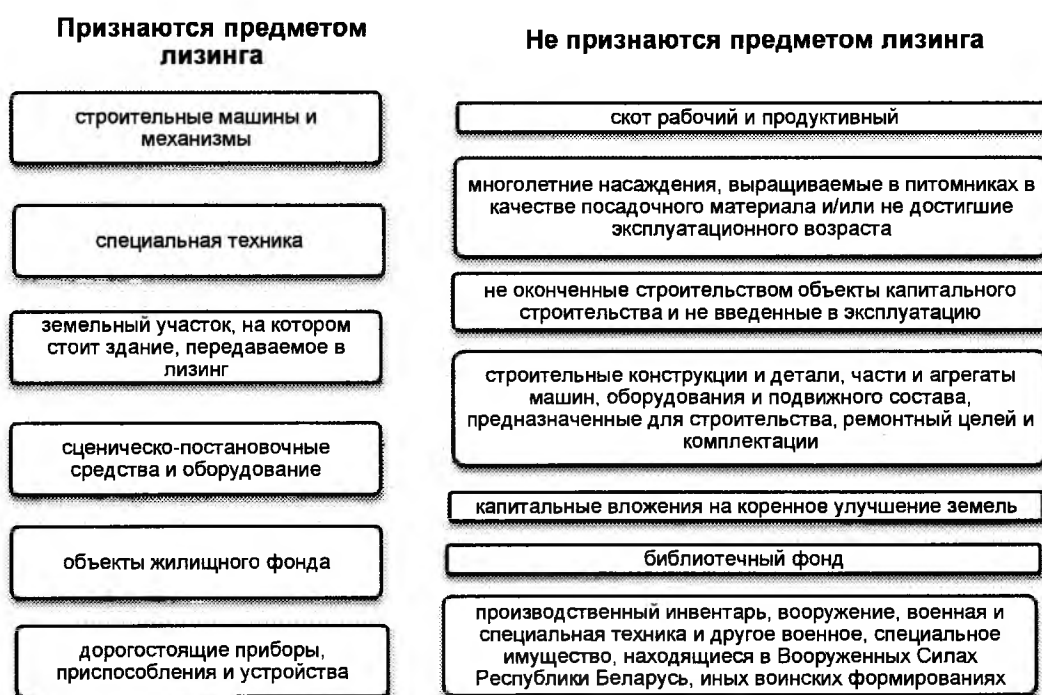 Признаются предметом
лизинга
строительные машины и
механизмы
специальная техника
земельный участок, на котором
стоит здание, передаваемое в
лизинг
сценическо-постановочные
средства и оборудование
объекты жилищного фонда
дорогостоящие приборы,
приспособления и устройства
Не признаются предметом лизинга
скот рабочий и продуктивный
многолетние насаждения, выращиваемые в питомниках в
качестве посадочного материала и/или не достигшие
эксплуатационного возраста
не оконченные строительством объекты капитального
строительства и не введенные в эксплуатацию
строительные конструкции и детали, части и агрегаты
машин, оборудования и подвижного состава,
предназначенные для строительства, ремонтный целей и
комплектации
капитальные вложения на коренное улучшение земель
библиотечный фонд
производственный инвентарь, вооружение, военная и
специальная техника и другое военное, специальное
имущество, находящиеся в Вооруженных Силах
Республики Беларусь, иных воинских формированиях